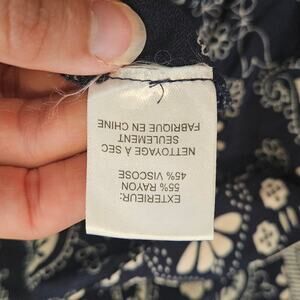 EXTERIEUR:
55% RAYON
45% VISCOSE
NETTOYAGE À SEC
SEULEMENT
FABRIQUE EN CHINE